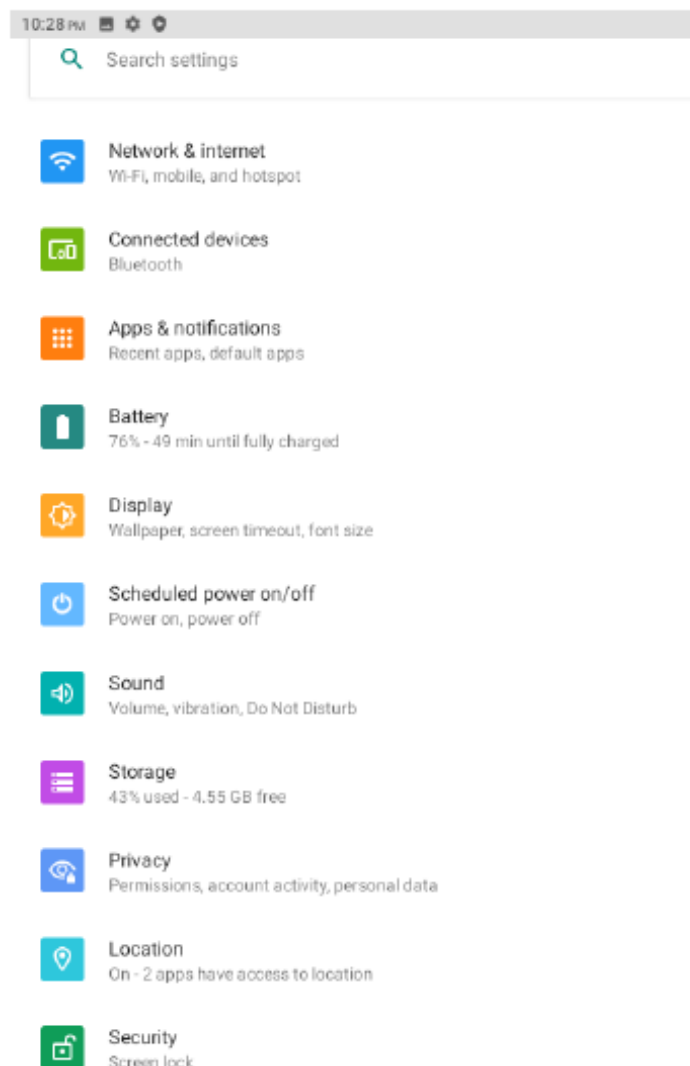 10:28 PM
Search settings
Network & internet
Wi-Fi, mobile, and hotspot
Connected devices
Bluetooth
Apps & notifications
Recent apps, default apps
Battery
76% - 49 min until fully charged
Display
Wallpaper, screen timeout, font size
Scheduled power on/off
Power on, power off
Sound
Volume, vibration, Do Not Disturb
Storage
43% used - 4.55 GB free
Privacy
Permissions, account activity, personal data
Location
On - 2 apps have access to location
Security
Screen lock